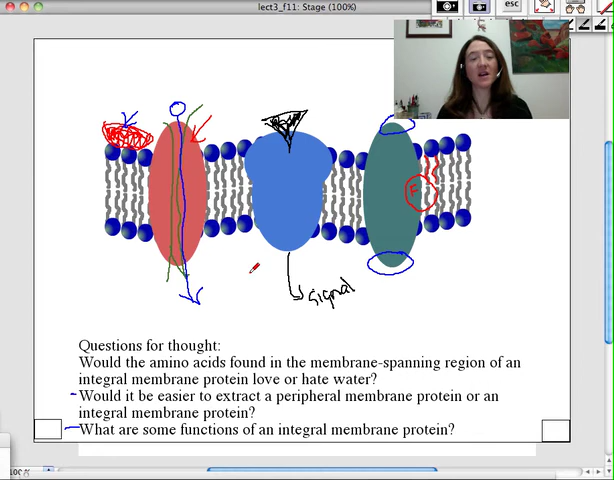 lect3_f11: Stage (100%)
esc
F
signal
Questions for thought:
Would the amino acids found in the membrane-spanning region of an
integral membrane protein love or hate water?
Would it be easier to extract a peripheral membrane protein or an
integral membrane protein?
What are some functions of an integral membrane protein?
100%